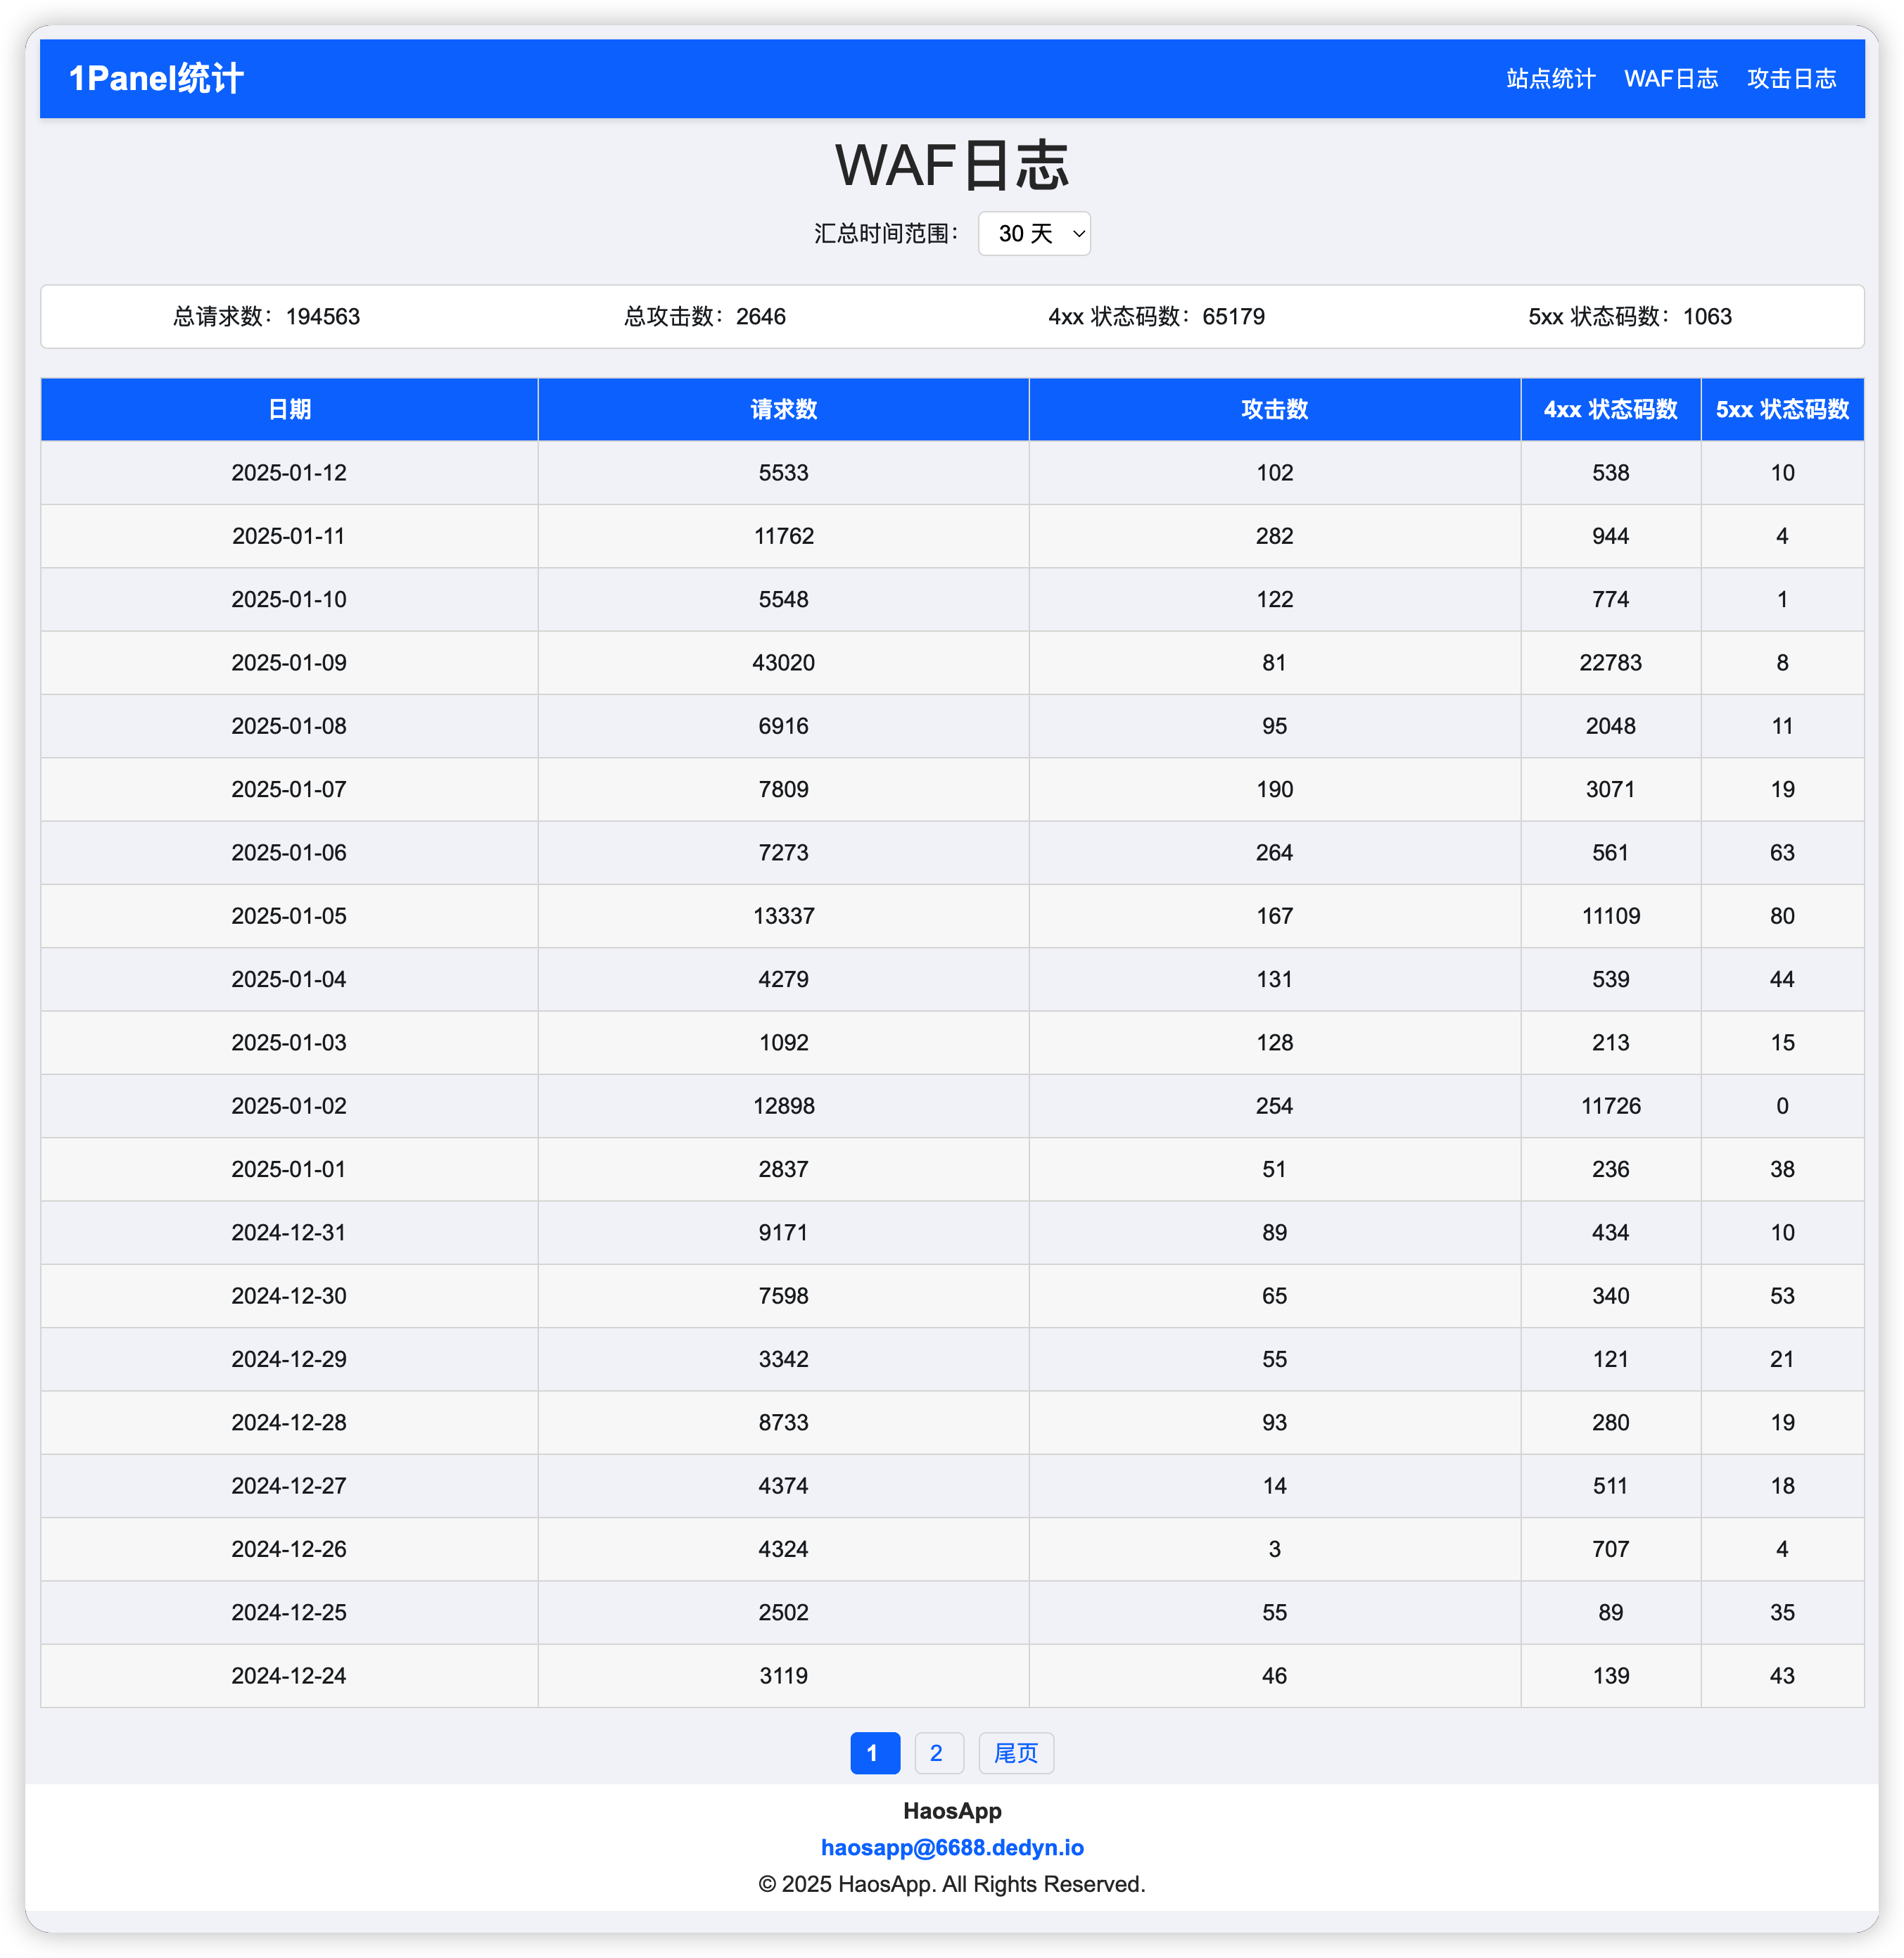 1Panel统计 站点统计 WAF日志 攻击日志
WAF日志
汇总时间范围： 30 天
总请求数：194563 总攻击数：2646 4xx 状态码数：65179 5xx 状态码数：1063
日期 请求数 攻击数 4xx 状态码数 5xx 状态码数
2025-01-12 5533 102 538 10
2025-01-11 11762 282 944 4
2025-01-10 5548 122 774 1
2025-01-09 43020 81 22783 8
2025-01-08 6916 95 2048 11
2025-01-07 7809 190 3071 19
2025-01-06 7273 264 561 63
2025-01-05 13337 167 11109 80
2025-01-04 4279 131 539 44
2025-01-03 1092 128 213 15
2025-01-02 12898 254 11726 0
2025-01-01 2837 51 236 38
2024-12-31 9171 89 434 10
2024-12-30 7598 65 340 53
2024-12-29 3342 55 121 21
2024-12-28 8733 93 280 19
2024-12-27 4374 14 511 18
2024-12-26 4324 3 707 4
2024-12-25 2502 55 89 35
2024-12-24 3119 46 139 43
1 2 尾页
HaosApp
haosapp@6688.dedyn.io
© 2025 HaosApp. All Rights Reserved.